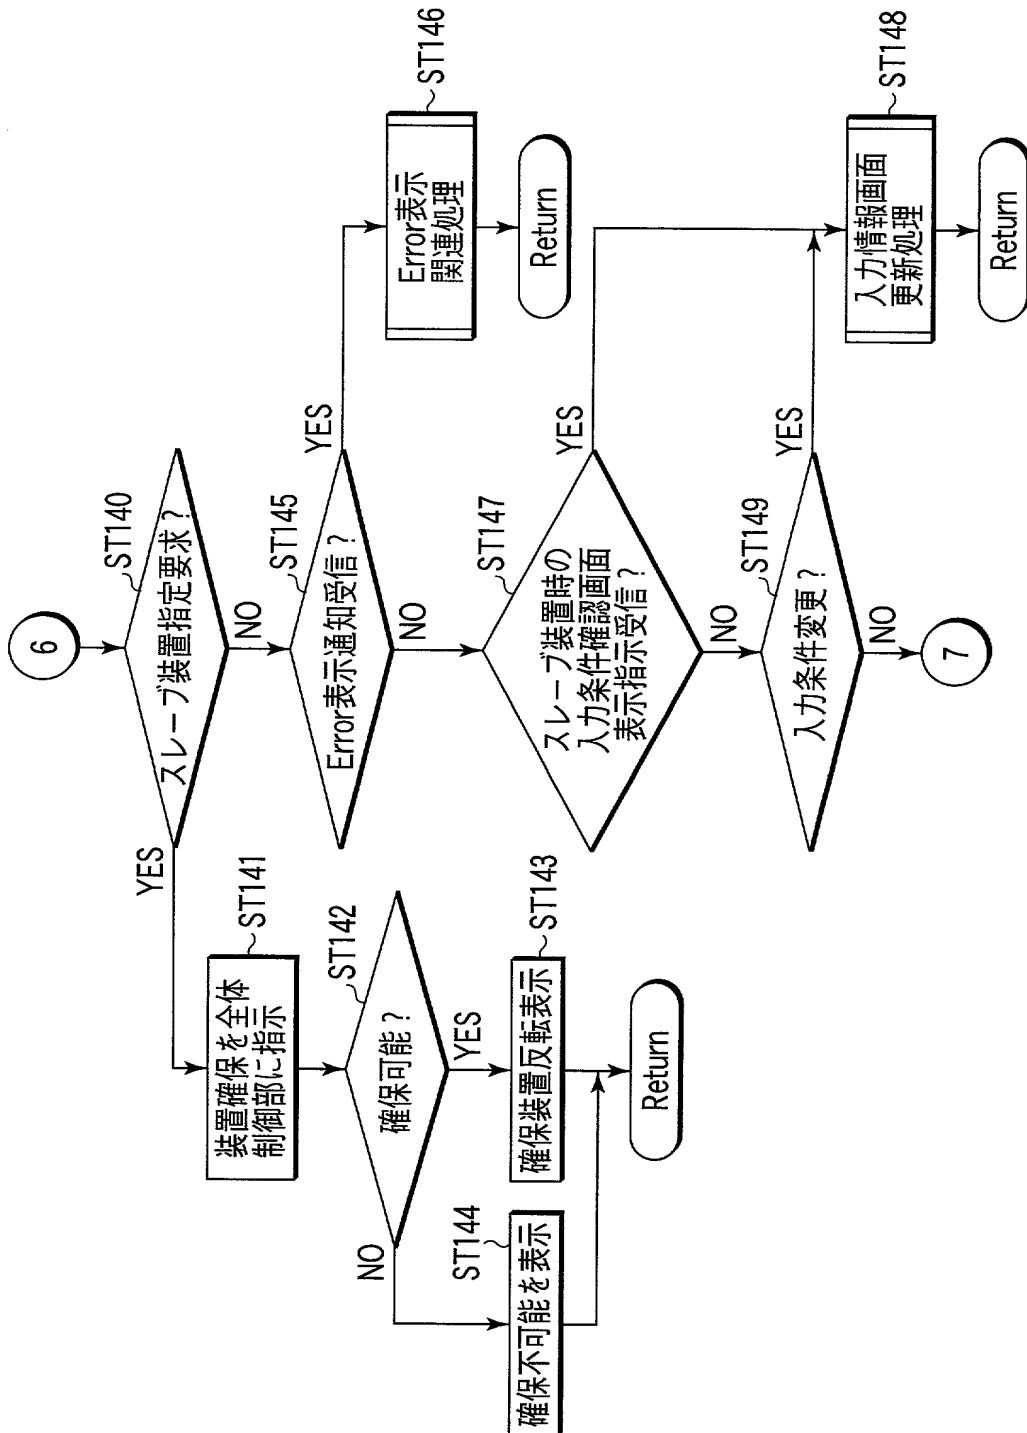 6
スレーブ装置指定要求？
ST140
YES
NO
装置確保を全体
制御部に指示
ST141
確保可能？
ST142
YES
NO
確保装置反転表示
ST143
確保不可能を表示
ST144
Return
Error表示通知受信？
ST145
YES
NO
Error表示
関連処理
ST146
Return
スレーブ装置時の
入力条件確認画面
表示指示受信？
ST147
YES
NO
入力情報画面
更新処理
ST148
Return
入力条件変更？
ST149
YES
NO
7